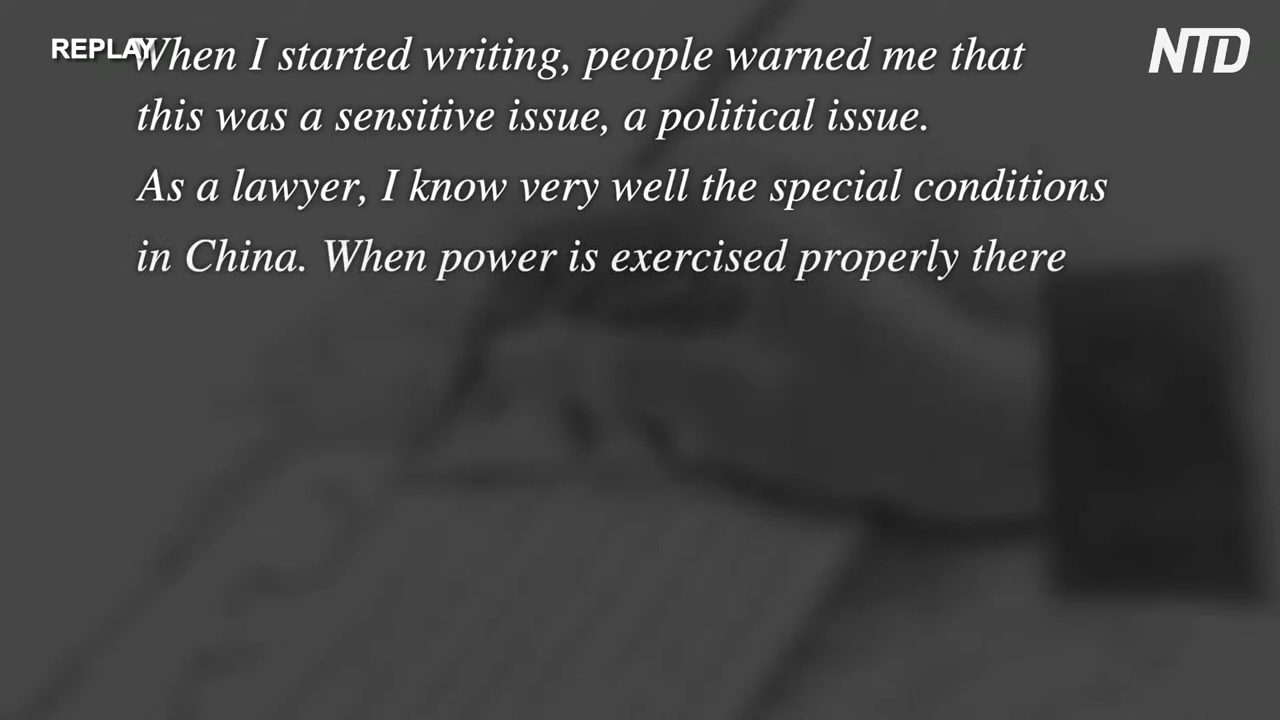 REPLAY
NTD
When I started writing, people warned me that
this was a sensitive issue, a political issue.
As a lawyer, I know very well the special conditions
in China. When power is exercised properly there